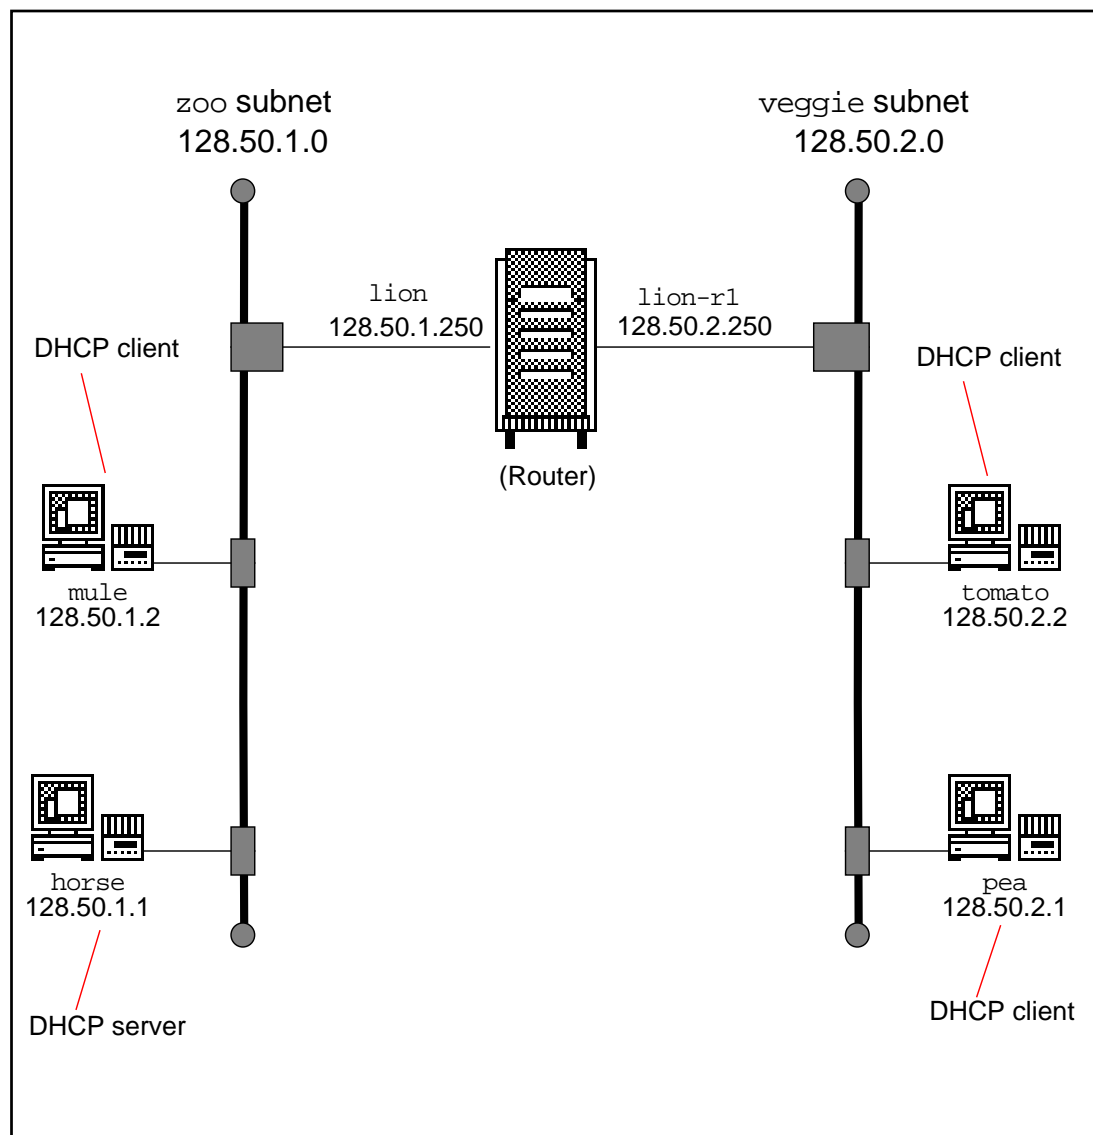 zoo subnet
128.50.1.0
veggie subnet
128.50.2.0
lion
128.50.1.250
lion-r1
128.50.2.250
DHCP client
DHCP client
(Router)
mule
128.50.1.2
tomato
128.50.2.2
horse
128.50.1.1
pea
128.50.2.1
DHCP server
DHCP client